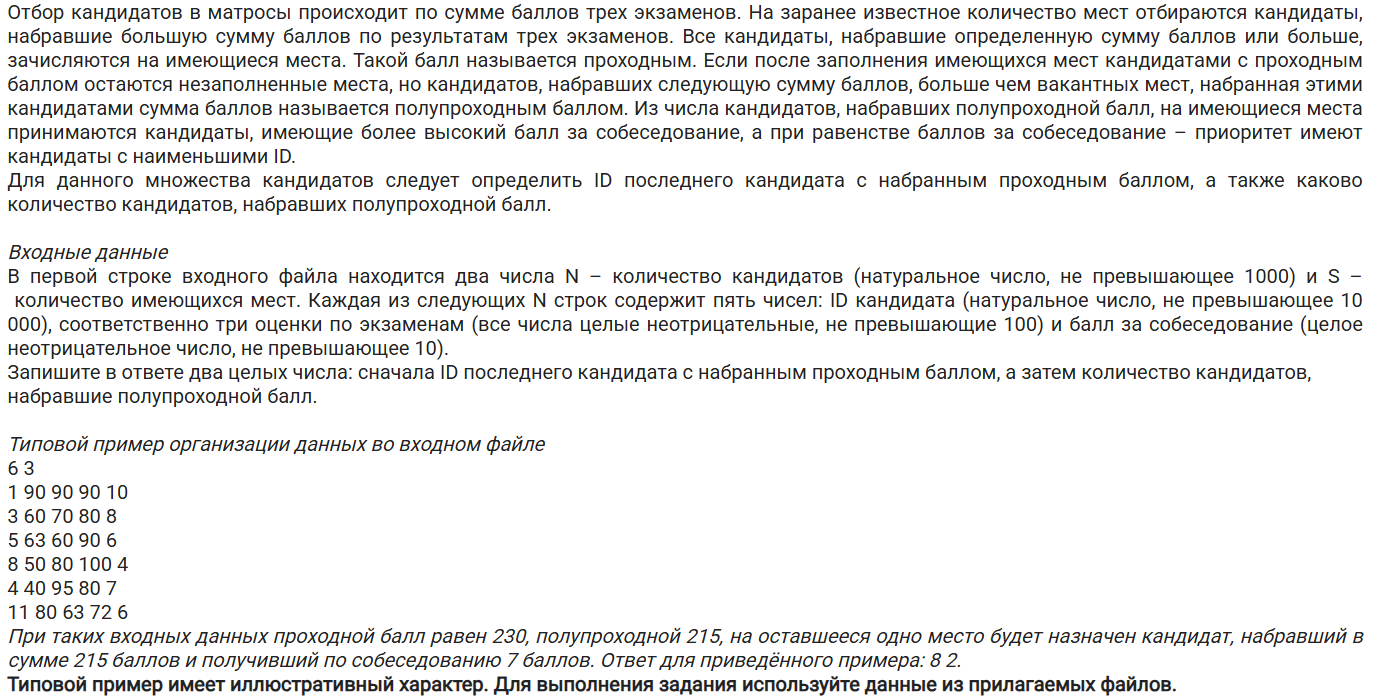 Отбор кандидатов в матросы происходит по сумме баллов трех экзаменов. На заранее известное количество мест отбираются кандидаты,
набравшие большую сумму баллов по результатам трех экзаменов. Все кандидаты, набравшие определенную сумму баллов или больше,
зачисляются на имеющиеся места. Такой балл называется проходным. Если после заполнения имеющихся мест кандидатами с проходным
баллом остаются незаполненные места, но кандидатов, набравших следующую сумму баллов, больше чем вакантных мест, набранная этими
кандидатами сумма баллов называется полупроходным баллом. Из числа кандидатов, набравших полупроходной балл, на имеющиеся места
принимаются кандидаты, имеющие более высокий балл за собеседование, а при равенстве баллов за собеседование – приоритет имеют
кандидаты с наименьшими ID.
Для данного множества кандидатов следует определить ID последнего кандидата с набранным проходным баллом, а также каково
количество кандидатов, набравших полупроходной балл.
Входные данные
В первой строке входного файла находится два числа N – количество кандидатов (натуральное число, не превышающее 1000) и S –
количество имеющихся мест. Каждая из следующих N строк содержит пять чисел: ID кандидата (натуральное число, не превышающее 10
000), соответственно три оценки по экзаменам (все числа целые неотрицательные, не превышающие 100) и балл за собеседование (целое
неотрицательное число, не превышающее 10).
Запишите в ответе два целых числа: сначала ID последнего кандидата с набранным проходным баллом, а затем количество кандидатов,
набравшие полупроходной балл.
Типовой пример организации данных во входном файле
6 3
1 90 90 90 10
3 60 70 80 8
5 63 60 90 6
8 50 80 100 4
4 40 95 80 7
11 80 63 72 6
При таких входных данных проходной балл равен 230, полупроходной 215, на оставшееся одно место будет назначен кандидат, набравший в
сумме 215 баллов и получивший по собеседованию 7 баллов. Ответ для приведённого примера: 8 2.
Типовой пример имеет иллюстративный характер. Для выполнения задания используйте данные из прилагаемых файлов.